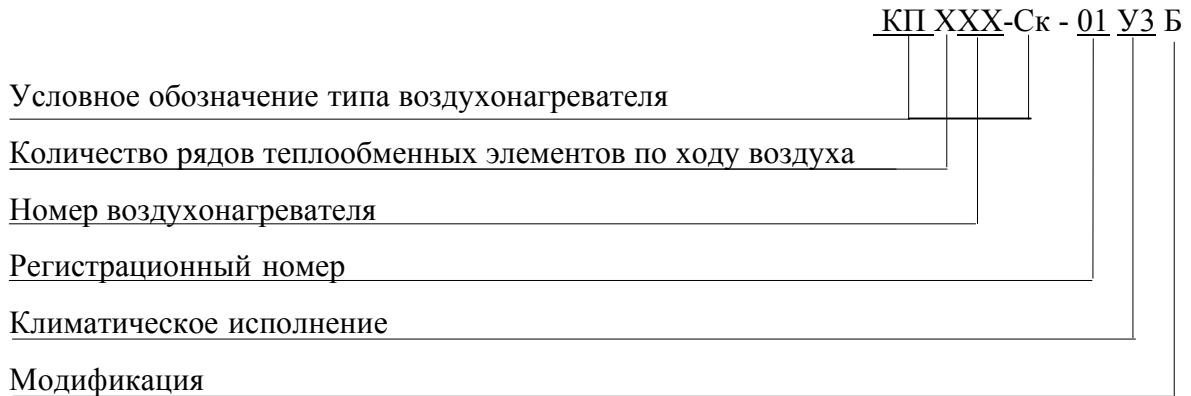 КП ХХХ-Ск - 01 У3 Б
Условное обозначение типа воздухонагревателя
Количество рядов теплообменных элементов по ходу воздуха
Номер воздухонагревателя
Регистрационный номер
Климатическое исполнение
Модификация